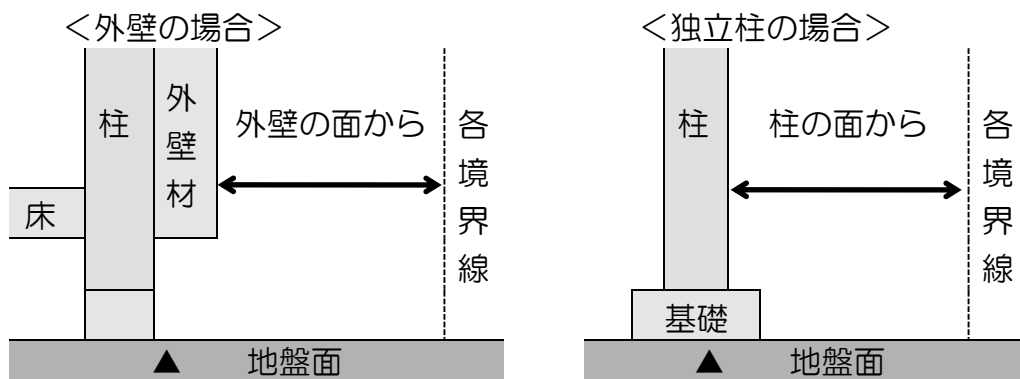 ＜外壁の場合＞
柱
外壁材
外壁の面から
各境界線
床
▲ 地盤面
＜独立柱の場合＞
柱
柱の面から
各境界線
基礎
▲ 地盤面